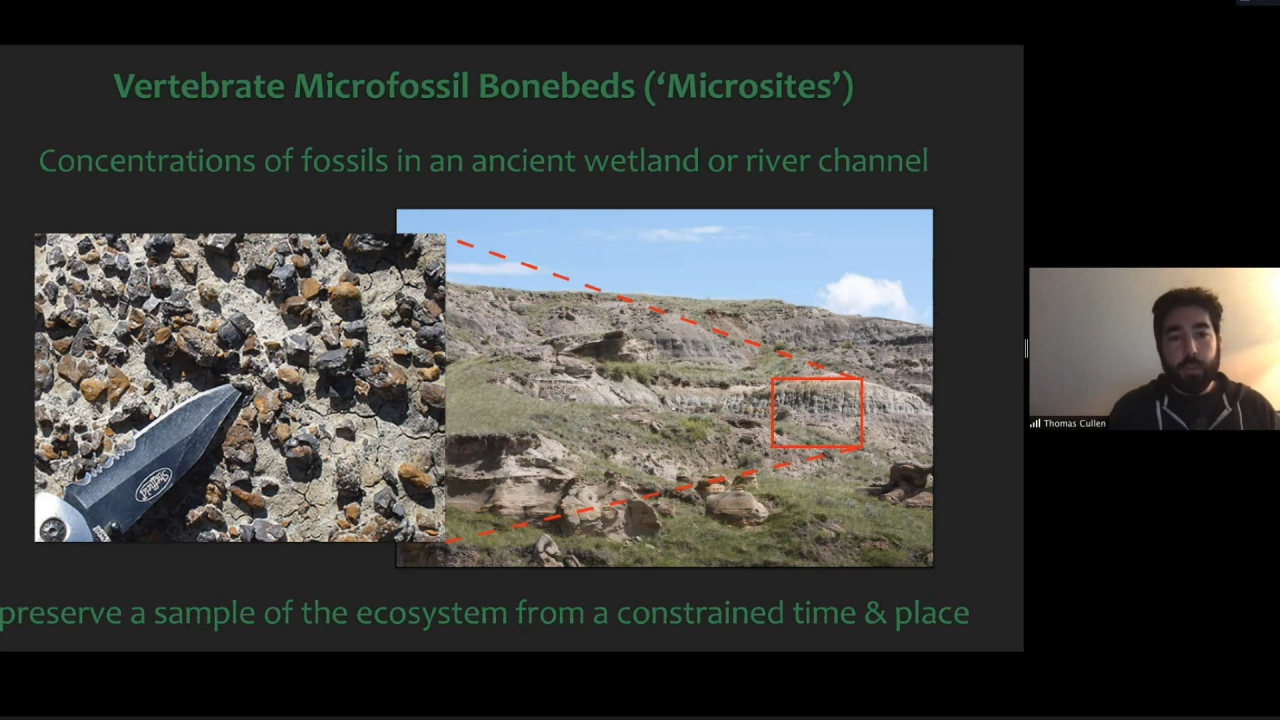 Vertebrate Microfossil Bonebeds (‘Microsites’)
Concentrations of fossils in an ancient wetland or river channel
preserve a sample of the ecosystem from a constrained time & place
Thomas Cullen